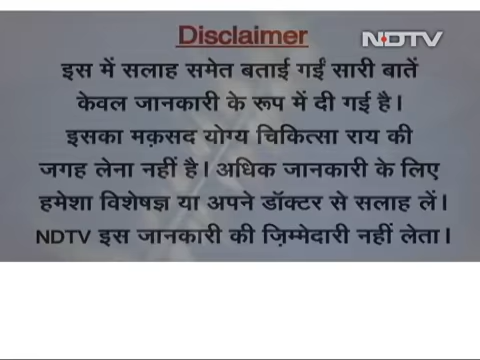 Disclaimer
NDTV
इस में सलाह समेत बताई गईं सारी बातें
केवल जानकारी के रूप में दी गई है।
इसका मक़सद योग्य चिकित्सा राय की
जगह लेना नहीं है। अधिक जानकारी के लिए
हमेशा विशेषज्ञ या अपने डॉक्टर से सलाह लें।
NDTV इस जानकारी की ज़िम्मेदारी नहीं लेता।